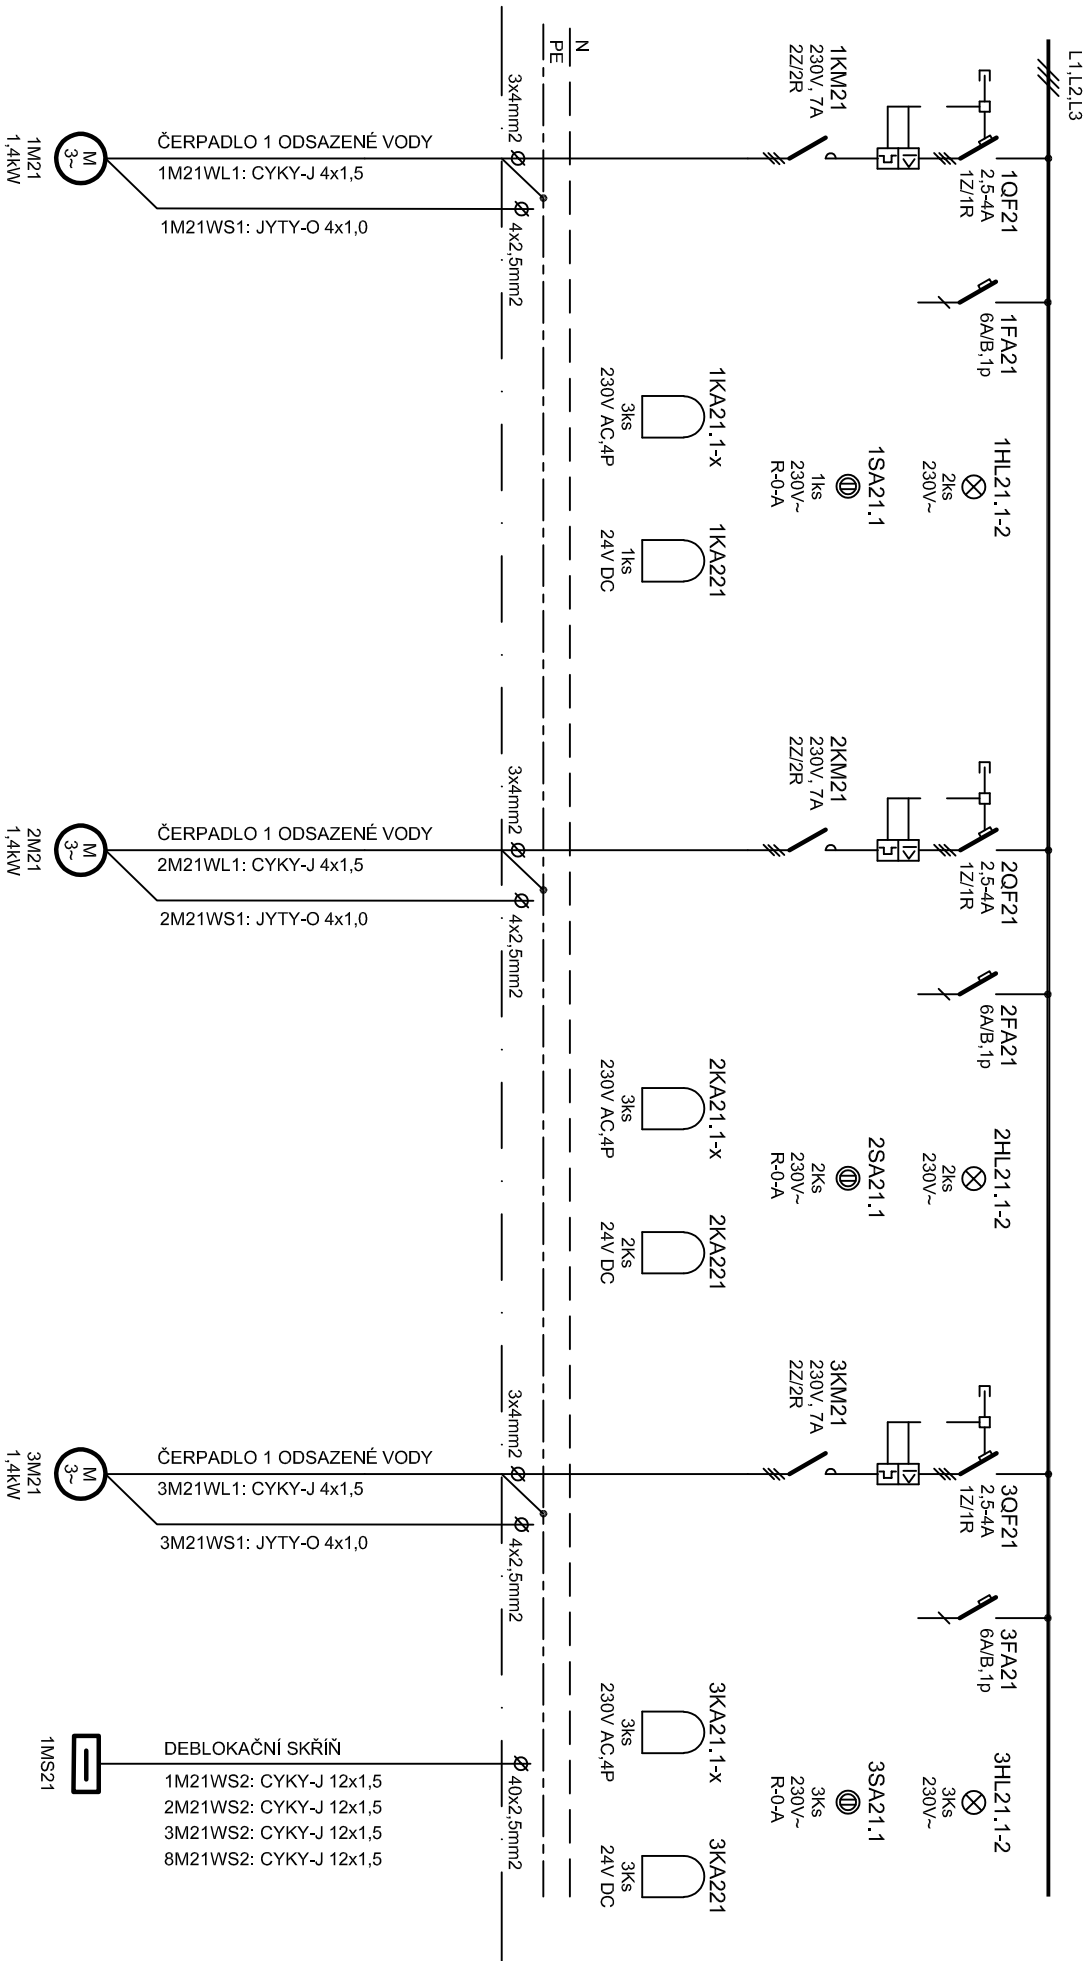 L1,L2,L3
N
PE
1QF21
2,5-4A
1Z/1R
1KM21
230V, 7A
2Z/2R
3x4mm2
4x2,5mm2
ČERPADLO 1 ODSAZENÉ VODY
1M21WL1: CYKY-J 4x1,5
1M21WS1: JYTY-O 4x1,0
M
3~
1M21
1,4kW
1FA21
6A/B,1p
1HL21.1-2
2ks
230V~
1SA21.1
1ks
230V~
R-0-A
1KA21.1-x
3ks
230V AC,4P
1KA221
1ks
24V DC
2QF21
2,5-4A
1Z/1R
2KM21
230V, 7A
2Z/2R
3x4mm2
4x2,5mm2
ČERPADLO 1 ODSAZENÉ VODY
2M21WL1: CYKY-J 4x1,5
2M21WS1: JYTY-O 4x1,0
M
3~
2M21
1,4kW
2FA21
6A/B,1p
2HL21.1-2
2ks
230V~
2SA21.1
2Ks
230V~
R-0-A
2KA21.1-x
3ks
230V AC,4P
2KA221
2Ks
24V DC
3QF21
2,5-4A
1Z/1R
3KM21
230V, 7A
2Z/2R
3x4mm2
4x2,5mm2
ČERPADLO 1 ODSAZENÉ VODY
3M21WL1: CYKY-J 4x1,5
3M21WS1: JYTY-O 4x1,0
M
3~
3M21
1,4kW
3FA21
6A/B,1p
3HL21.1-2
3Ks
230V~
3SA21.1
3Ks
230V~
R-0-A
3KA21.1-x
3ks
230V AC,4P
3KA221
3Ks
24V DC
40x2,5mm2
DEBLOKAČNÍ SKŘÍŇ
1M21WS2: CYKY-J 12x1,5
2M21WS2: CYKY-J 12x1,5
3M21WS2: CYKY-J 12x1,5
8M21WS2: CYKY-J 12x1,5
1MS21